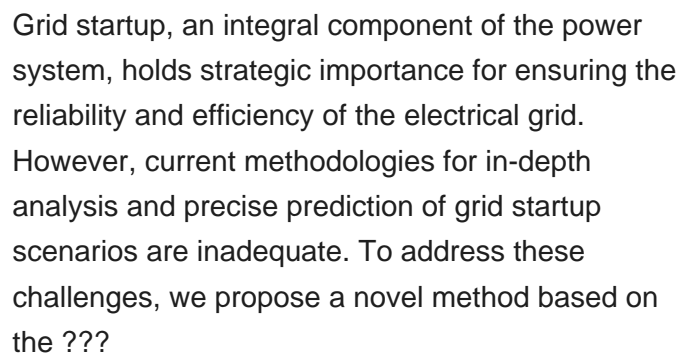 Grid startup, an integral component of the power
system, holds strategic importance for ensuring the
reliability and efficiency of the electrical grid.
However, current methodologies for in-depth
analysis and precise prediction of grid startup
scenarios are inadequate. To address these
challenges, we propose a novel method based on
the ???